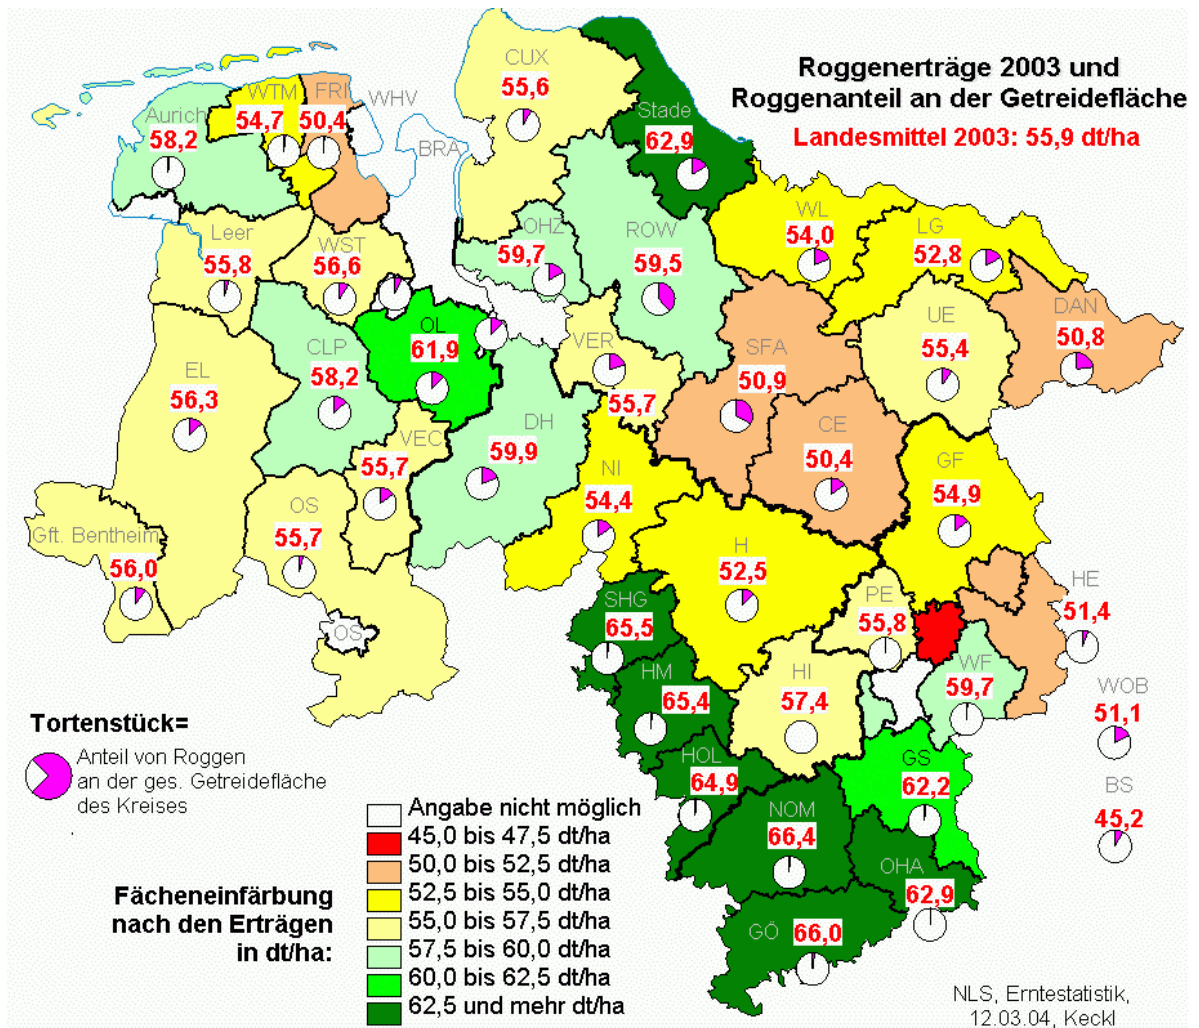 Roggenerträge 2003 und
Roggenanteil an der Getreidefläche
Landesmittel 2003: 55,9 dt/ha
CUX
55,6
Stade
62,9
Aurich
58,2
WTM
54,7
FRI
50,4
WHV
BRA
Leer
55,8
WST
56,6
OHZ
59,7
ROW
59,5
WL
54,0
LG
52,8
DAN
50,8
UE
55,4
EL
56,3
CLP
58,2
OL
61,9
VER
55,7
SFA
50,9
CE
50,4
VEC
55,7
DH
59,9
NI
54,4
GF
54,9
OS
55,7
Gft. Bentheim
56,0
OS
H
52,5
SHG
65,5
PE
55,8
HE
51,4
HM
65,4
HI
57,4
WF
59,7
WOB
51,1
HOL
64,9
GS
62,2
BS
45,2
NOM
66,4
OHA
62,9
GÖ
66,0
Tortenstück=
Anteil von Roggen
an der ges. Getreidefläche
des Kreises
Fächeneinfärbung
nach den Erträgen
in dt/ha:
Angabe nicht möglich
45,0 bis 47,5 dt/ha
50,0 bis 52,5 dt/ha
52,5 bis 55,0 dt/ha
55,0 bis 57,5 dt/ha
57,5 bis 60,0 dt/ha
60,0 bis 62,5 dt/ha
62,5 und mehr dt/ha
NLS, Erntestatistik,
12.03.04, Keckl